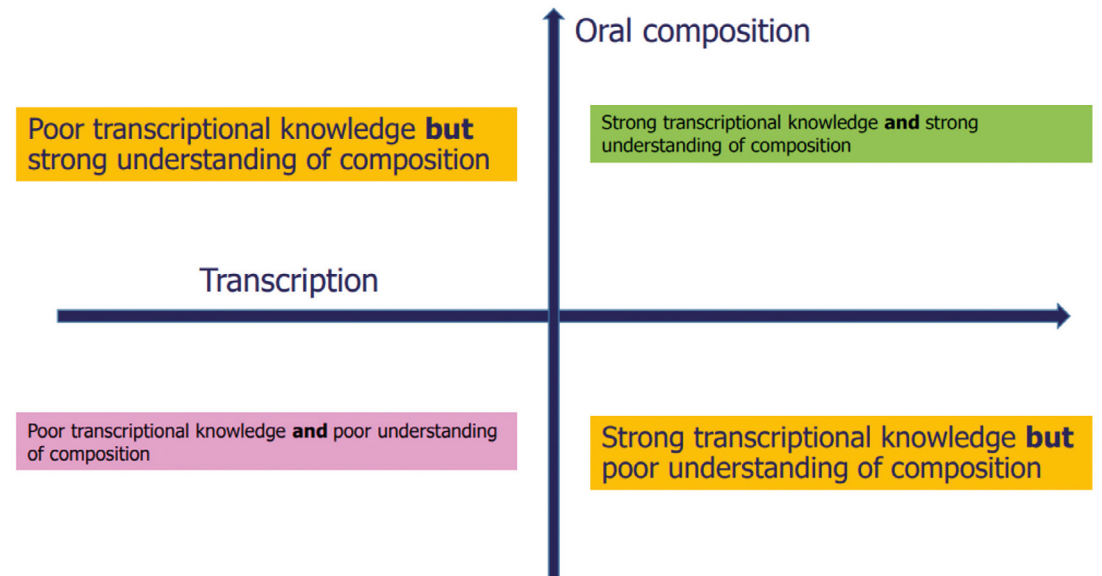 Oral composition
Poor transcriptional knowledge but
strong understanding of composition
Strong transcriptional knowledge and strong
understanding of composition
Transcription
Poor transcriptional knowledge and poor understanding
of composition
Strong transcriptional knowledge but
poor understanding of composition